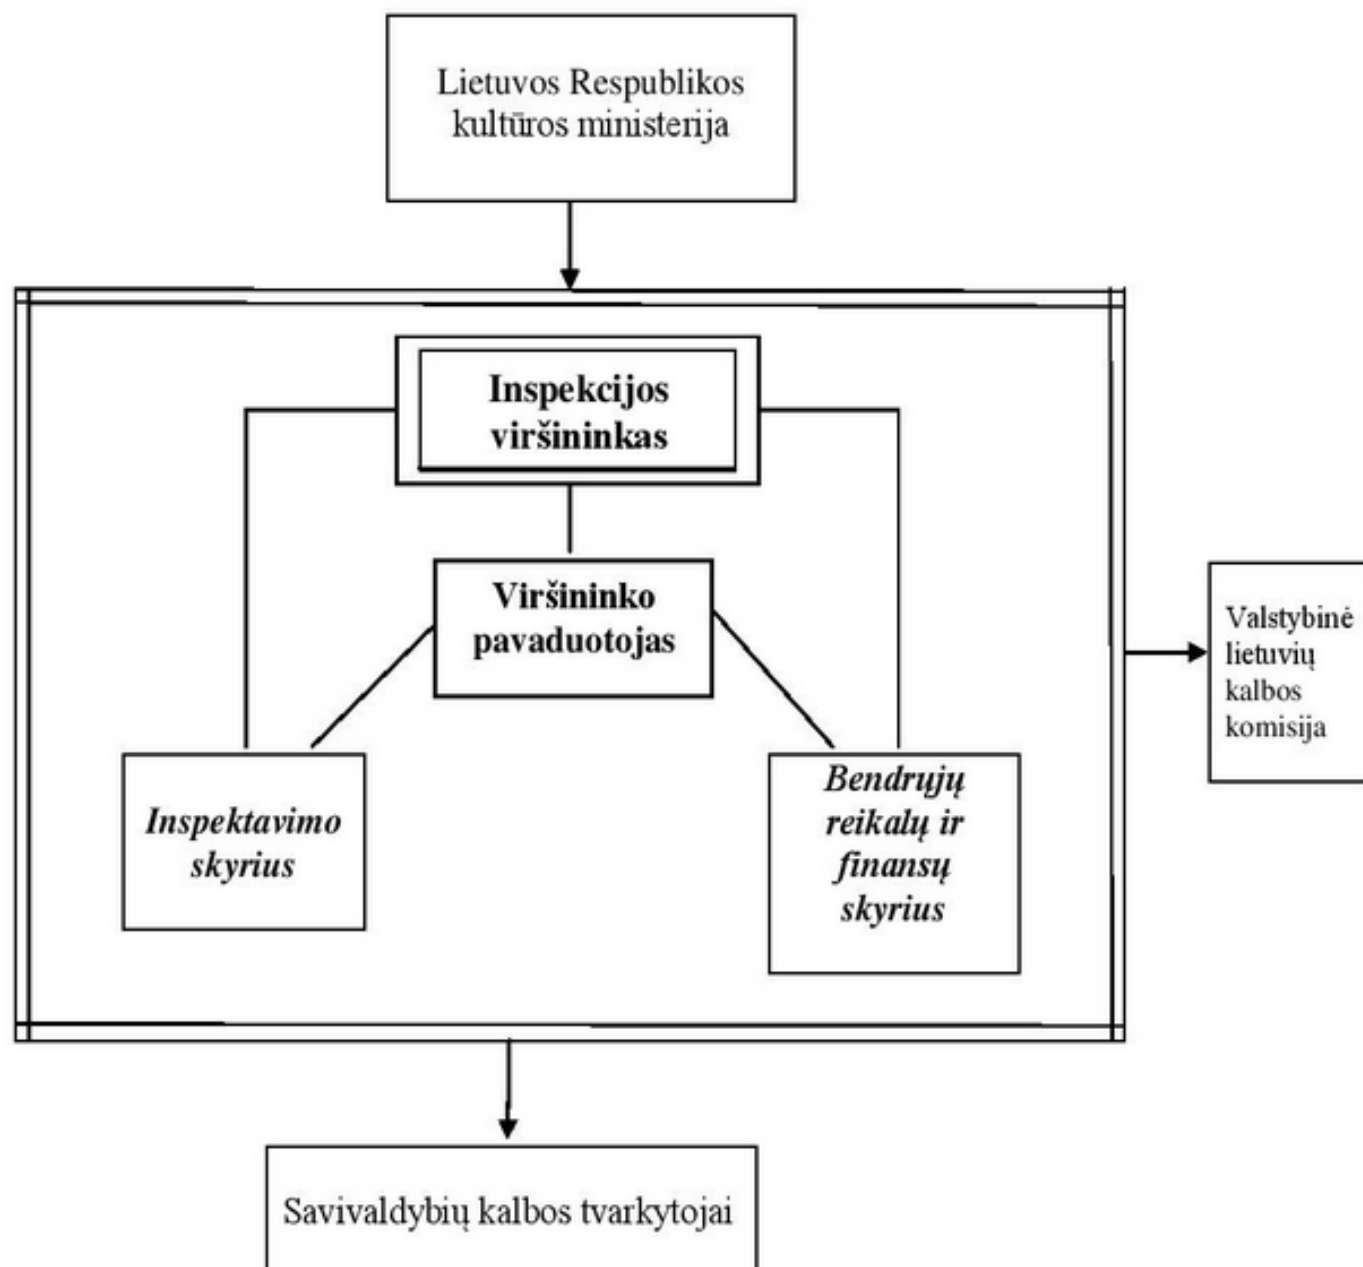 Lietuvos Respublikos
kultūros ministerija
Inspekcijos
viršininkas
Viršininko
pavaduotojas
Valstybinė
lietuvių
kalbos
komisija
Inspektavimo
skyrius
Bendrųjų
reikalų ir
finansų
skyrius
Savivaldybių kalbos tvarkytojai